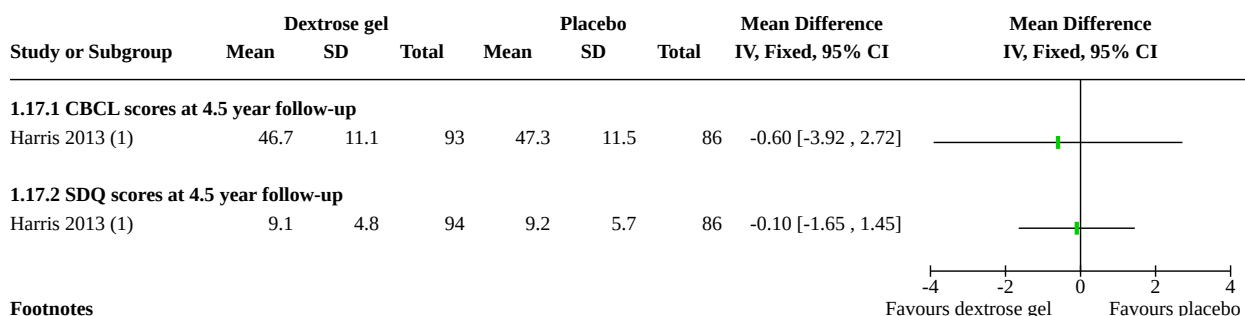 Dextrose gel Placebo Mean Difference Mean Difference
Study or Subgroup Mean SD Total Mean SD Total IV, Fixed, 95% CI IV, Fixed, 95% CI
1.17.1 CBCL scores at 4.5 year follow-up
Harris 2013 (1) 46.7 11.1 93 47.3 11.5 86 -0.60 [-3.92 , 2.72]
1.17.2 SDQ scores at 4.5 year follow-up
Harris 2013 (1) 9.1 4.8 94 9.2 5.7 86 -0.10 [-1.65 , 1.45]
-4 -2 0 2 4
Footnotes Favours dextrose gel Favours placebo